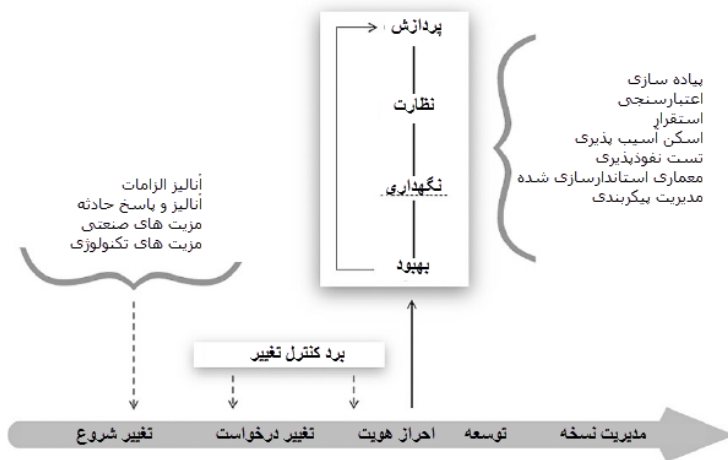 پردازش
نظارت
نگهداری
بهبود
پیاده سازی
اعتبارسنجی
استقرار
اسکن آسیب پذیری
تست نفوذپذیری
معماری استاندارسازی شده
مدیریت پیکربندی
آنالیز الزامات
آنالیز و پاسخ حادثه
مزیت های صنعتی
مزیت های تکنولوژی
برد کنترل تغییر
تغییر شروع
تغییر درخواست
احراز هویت
توسعه
مدیریت نسخه